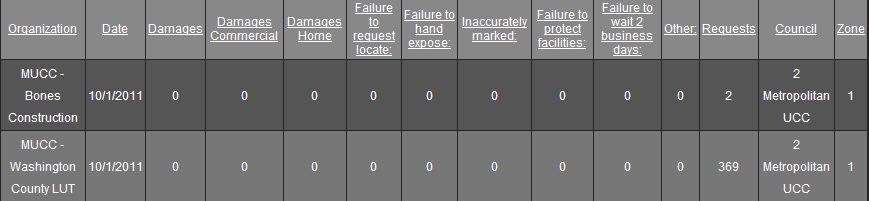 Organization Date Damages Damages Commercial Damages Home Failure to request locate: Failure to hand expose: Inaccurately marked: Failure to protect facilities: Failure to wait 2 business days: Other: Requests Council Zone
MUCC - Bones Construction 10/1/2011 0 0 0 0 0 0 0 0 0 2 2 Metropolitan UCC 1
MUCC - Washington County LUT 10/1/2011 0 0 0 0 0 0 0 0 0 369 2 Metropolitan UCC 1